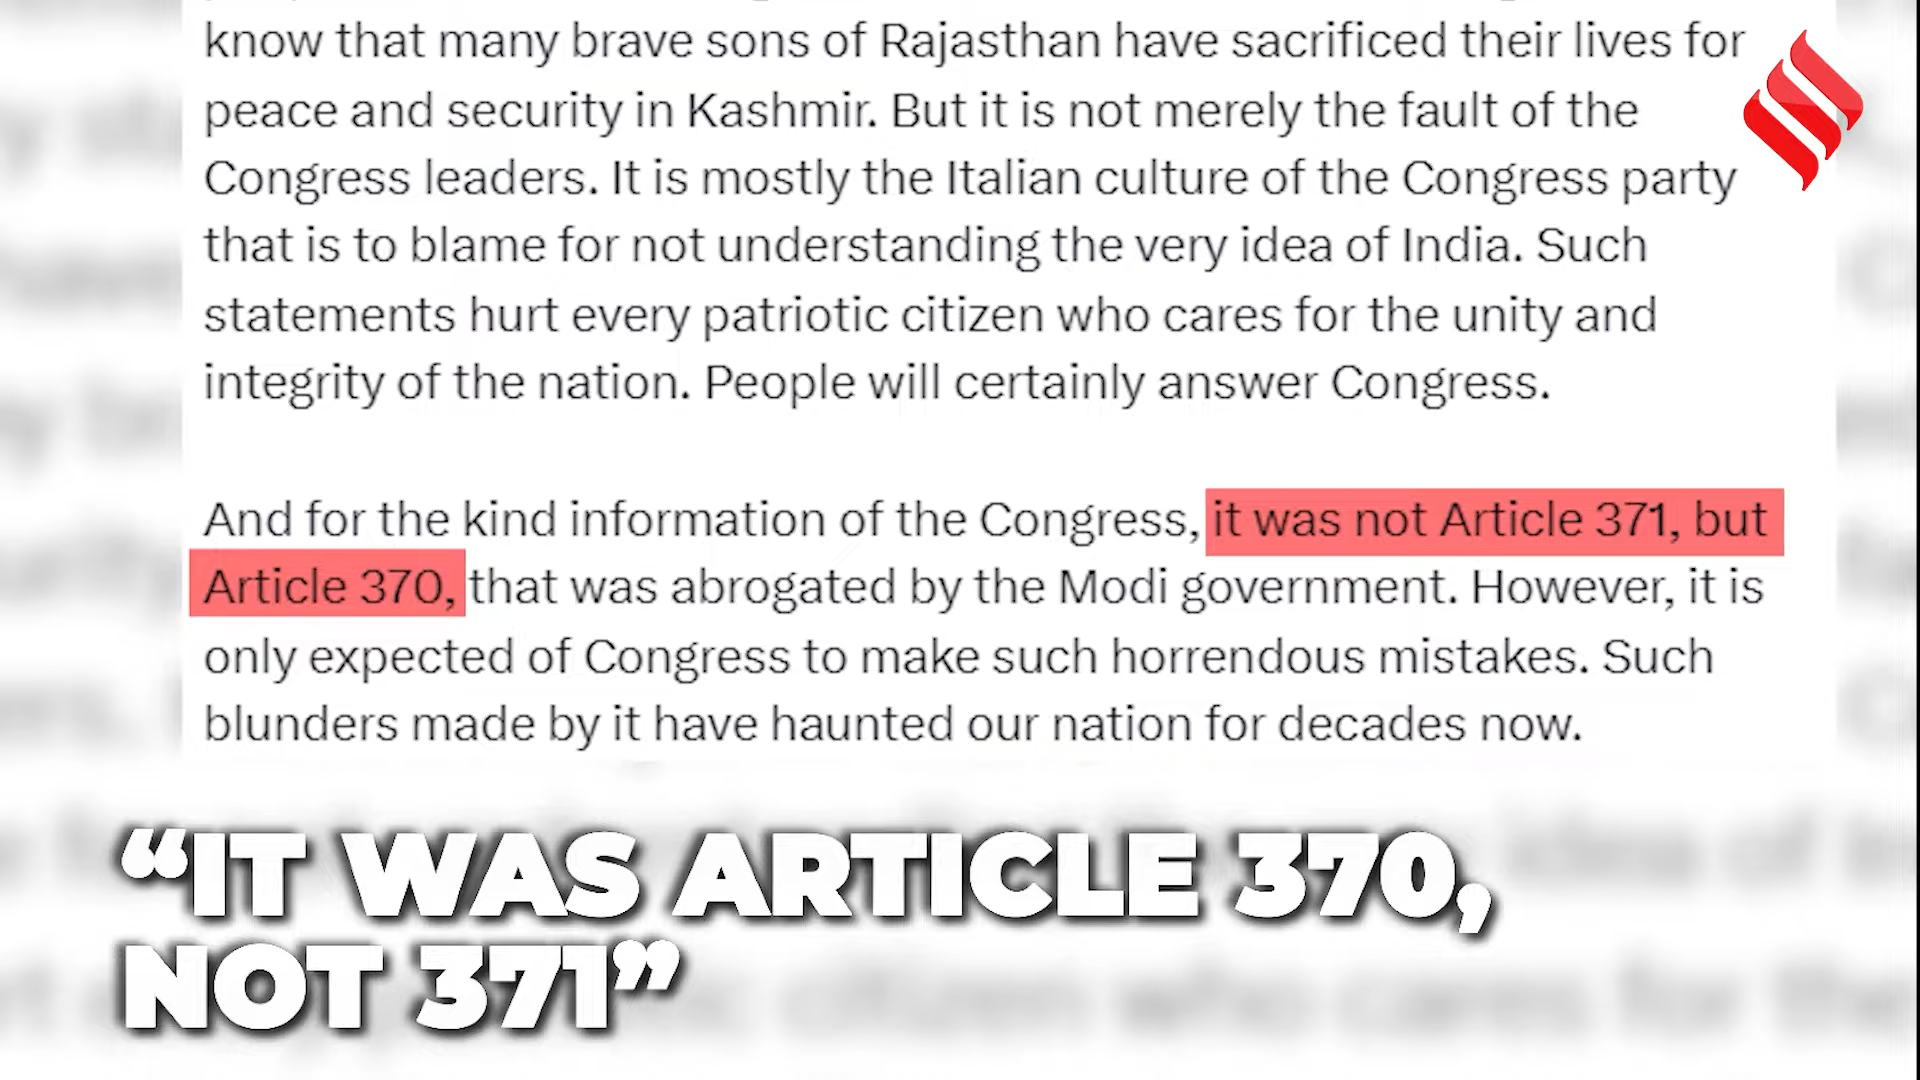 know that many brave sons of Rajasthan have sacrificed their lives for
peace and security in Kashmir. But it is not merely the fault of the
Congress leaders. It is mostly the Italian culture of the Congress party
that is to blame for not understanding the very idea of India. Such
statements hurt every patriotic citizen who cares for the unity and
integrity of the nation. People will certainly answer Congress.
And for the kind information of the Congress, it was not Article 371, but
Article 370, that was abrogated by the Modi government. However, it is
only expected of Congress to make such horrendous mistakes. Such
blunders made by it have haunted our nation for decades now.
“IT WAS ARTICLE 370,
NOT 371”